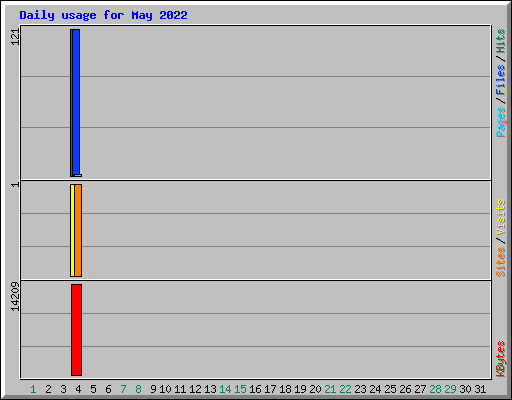 Daily usage for May 2022
121
Pages/Files/Hits
1
Sites/Visits
14209
KBytes
1 2 3 4 5 6 7 8 9 10 11 12 13 14 15 16 17 18 19 20 21 22 23 24 25 26 27 28 29 30 31